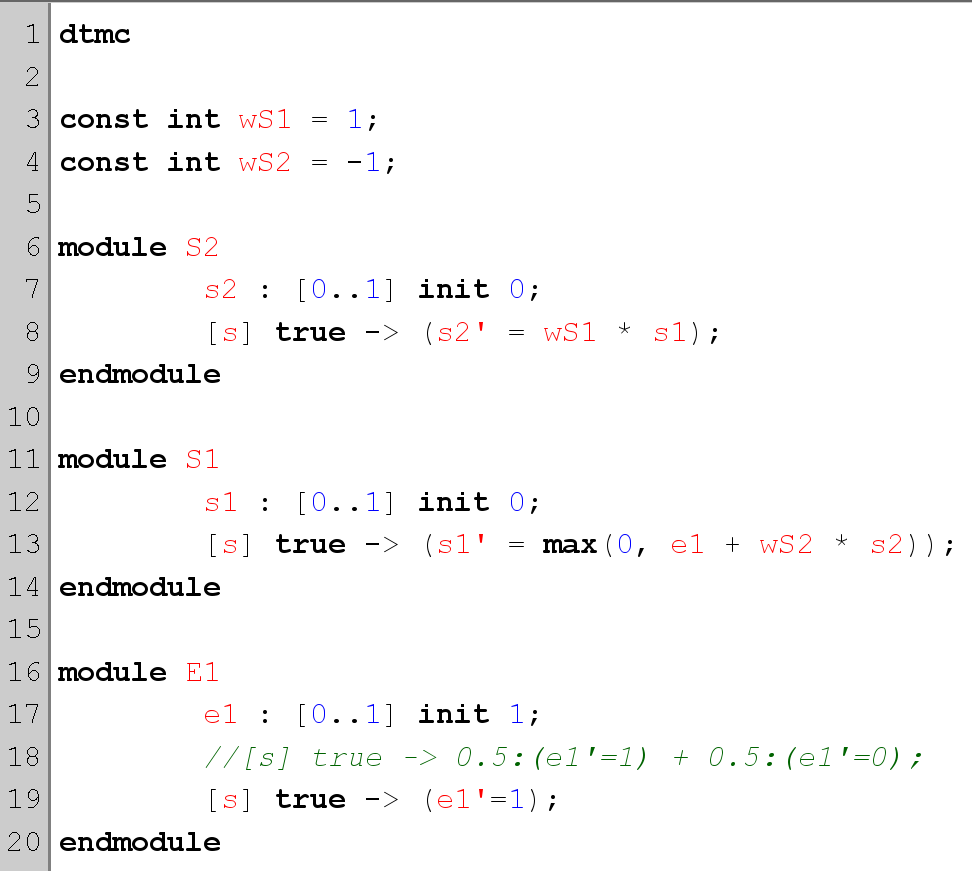 1 dtmc
2
3 const int wS1 = 1;
4 const int wS2 = -1;
5
6 module S2
7         s2 : [0..1] init 0;
8         [s] true -> (s2' = wS1 * s1);
9 endmodule
10
11 module S1
12         s1 : [0..1] init 0;
13         [s] true -> (s1' = max(0, e1 + wS2 * s2));
14 endmodule
15
16 module E1
17         e1 : [0..1] init 1;
18         //[s] true -> 0.5:(e1'=1) + 0.5:(e1'=0);
19         [s] true -> (e1'=1);
20 endmodule